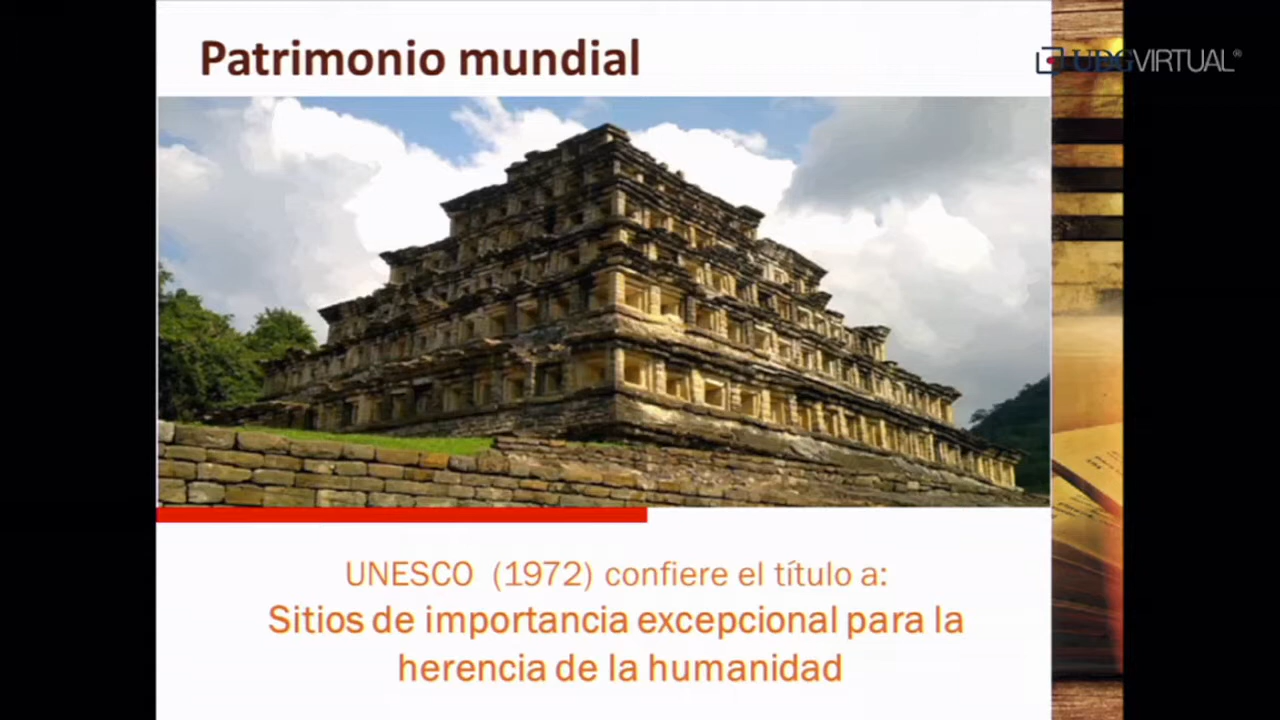 Patrimonio mundial
UDGVIRTUAL®
UNESCO (1972) confiere el título a:
Sitios de importancia excepcional para la
herencia de la humanidad